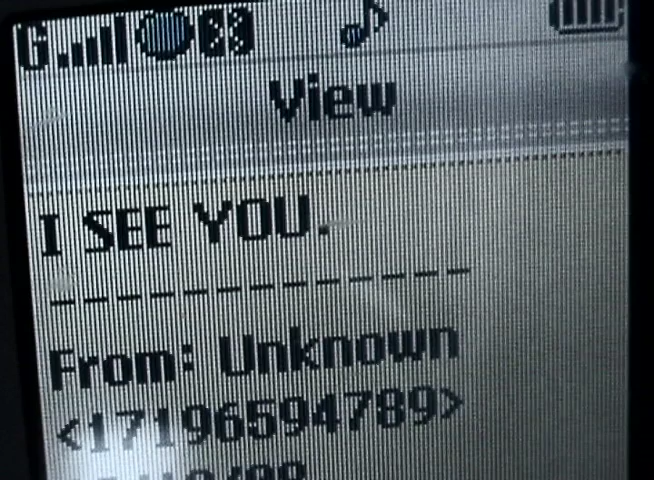 View
I SEE YOU.
--------------
From: Unknown
<17196594789>